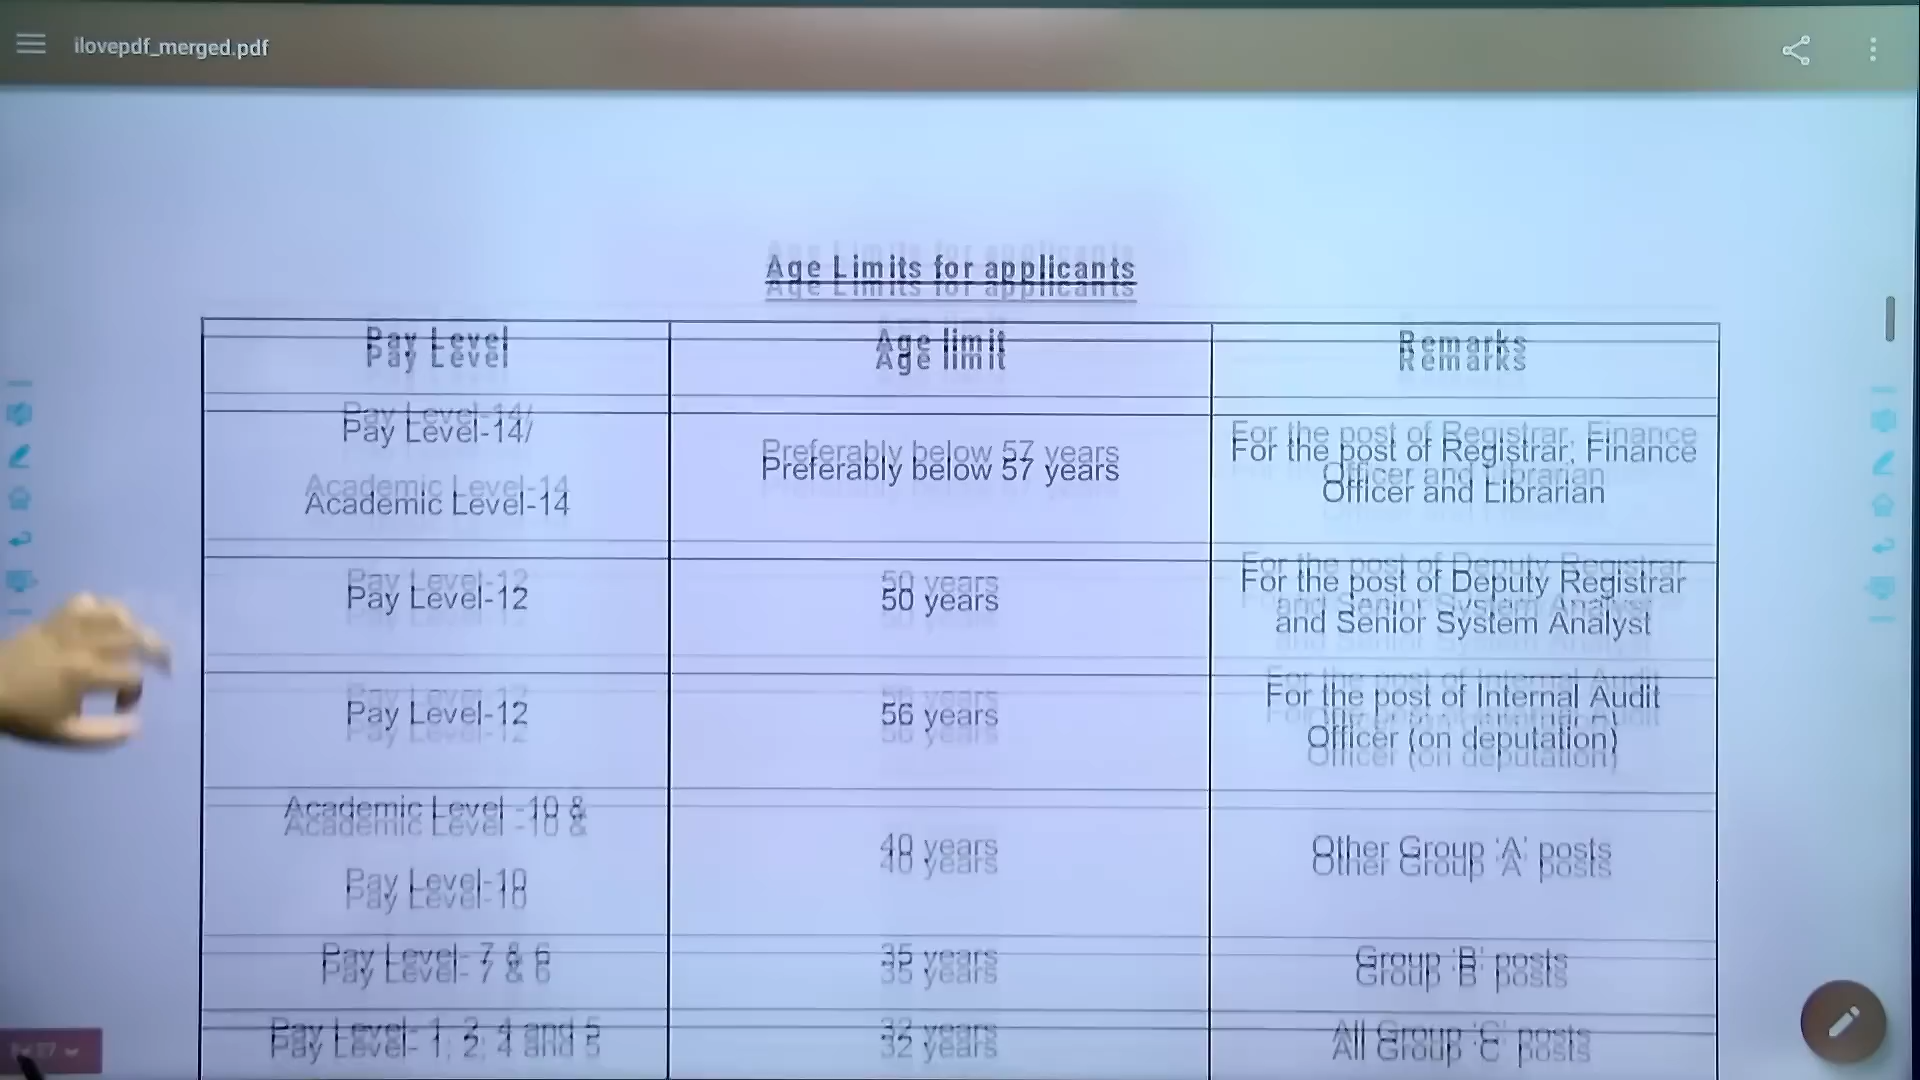 ilovepdf_merged.pdf
Age Limits for applicants
Pay Level
Age limit
Remarks
Pay Level-14/
Academic Level-14
Preferably below 57 years
For the post of Registrar, Finance
Officer and Librarian
Pay Level-12
50 years
For the post of Deputy Registrar
and Senior System Analyst
Pay Level-12
56 years
For the post of Internal Audit
Officer (on deputation)
Academic Level -10 &
Pay Level-10
40 years
Other Group 'A' posts
Pay Level- 7 & 6
35 years
Group 'B' posts
Pay Level- 1, 2, 4 and 5
32 years
All Group 'C' posts